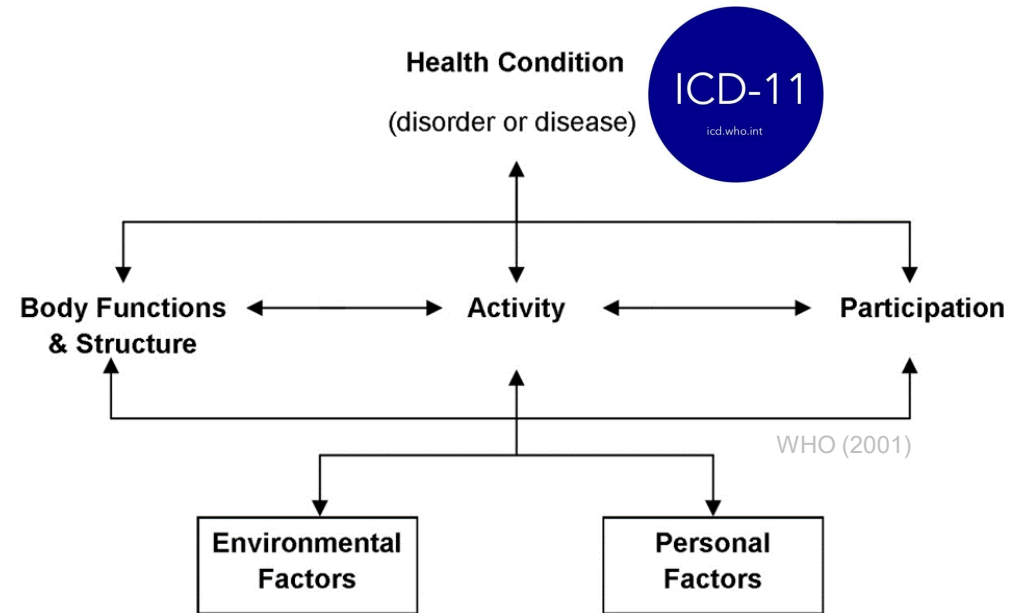 Health Condition
(disorder or disease)
ICD-11
icd.who.int
Body Functions
& Structure
Activity
Participation
WHO (2001)
Environmental
Factors
Personal
Factors